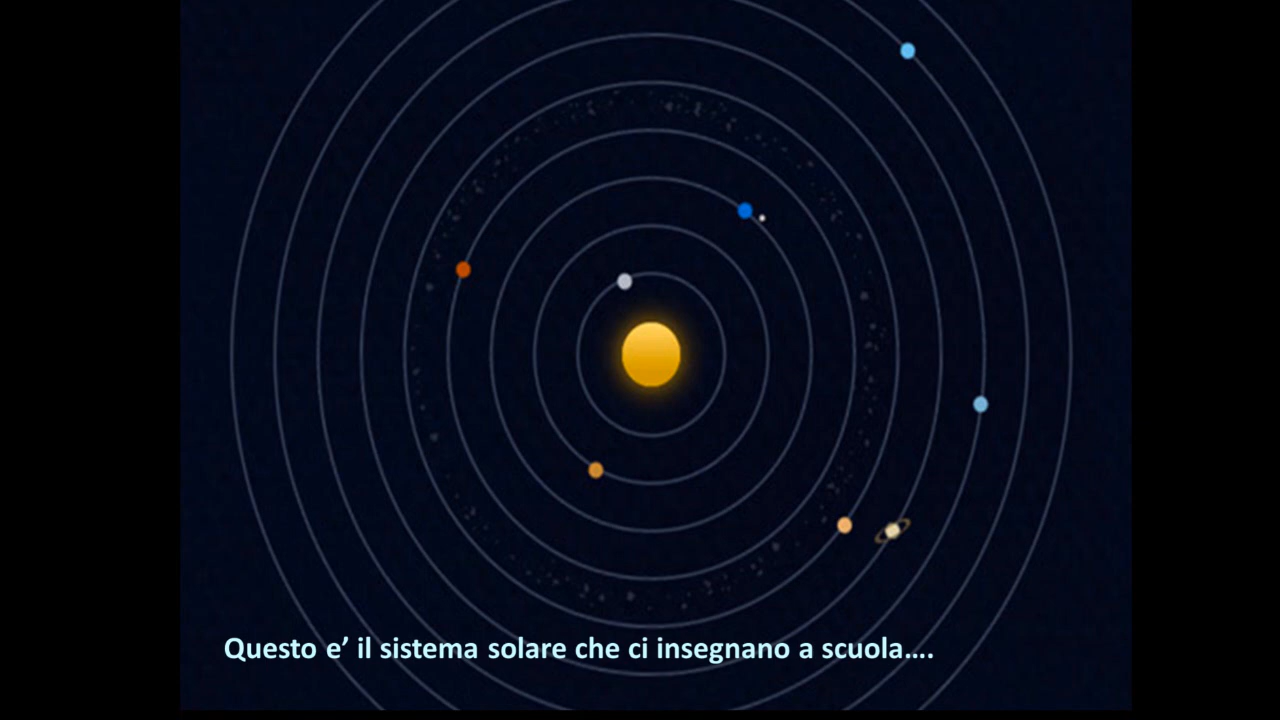 Questo e’ il sistema solare che ci insegnano a scuola….